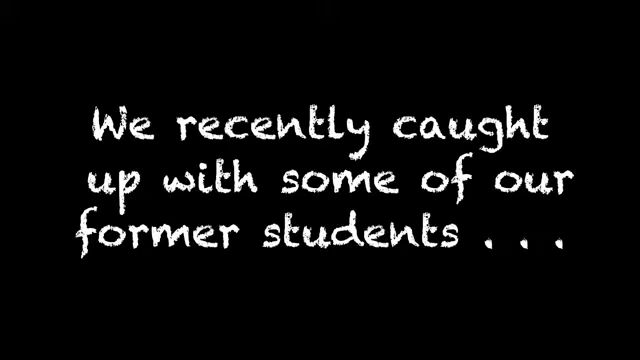 We recently caught
up with some of our
former students . . .